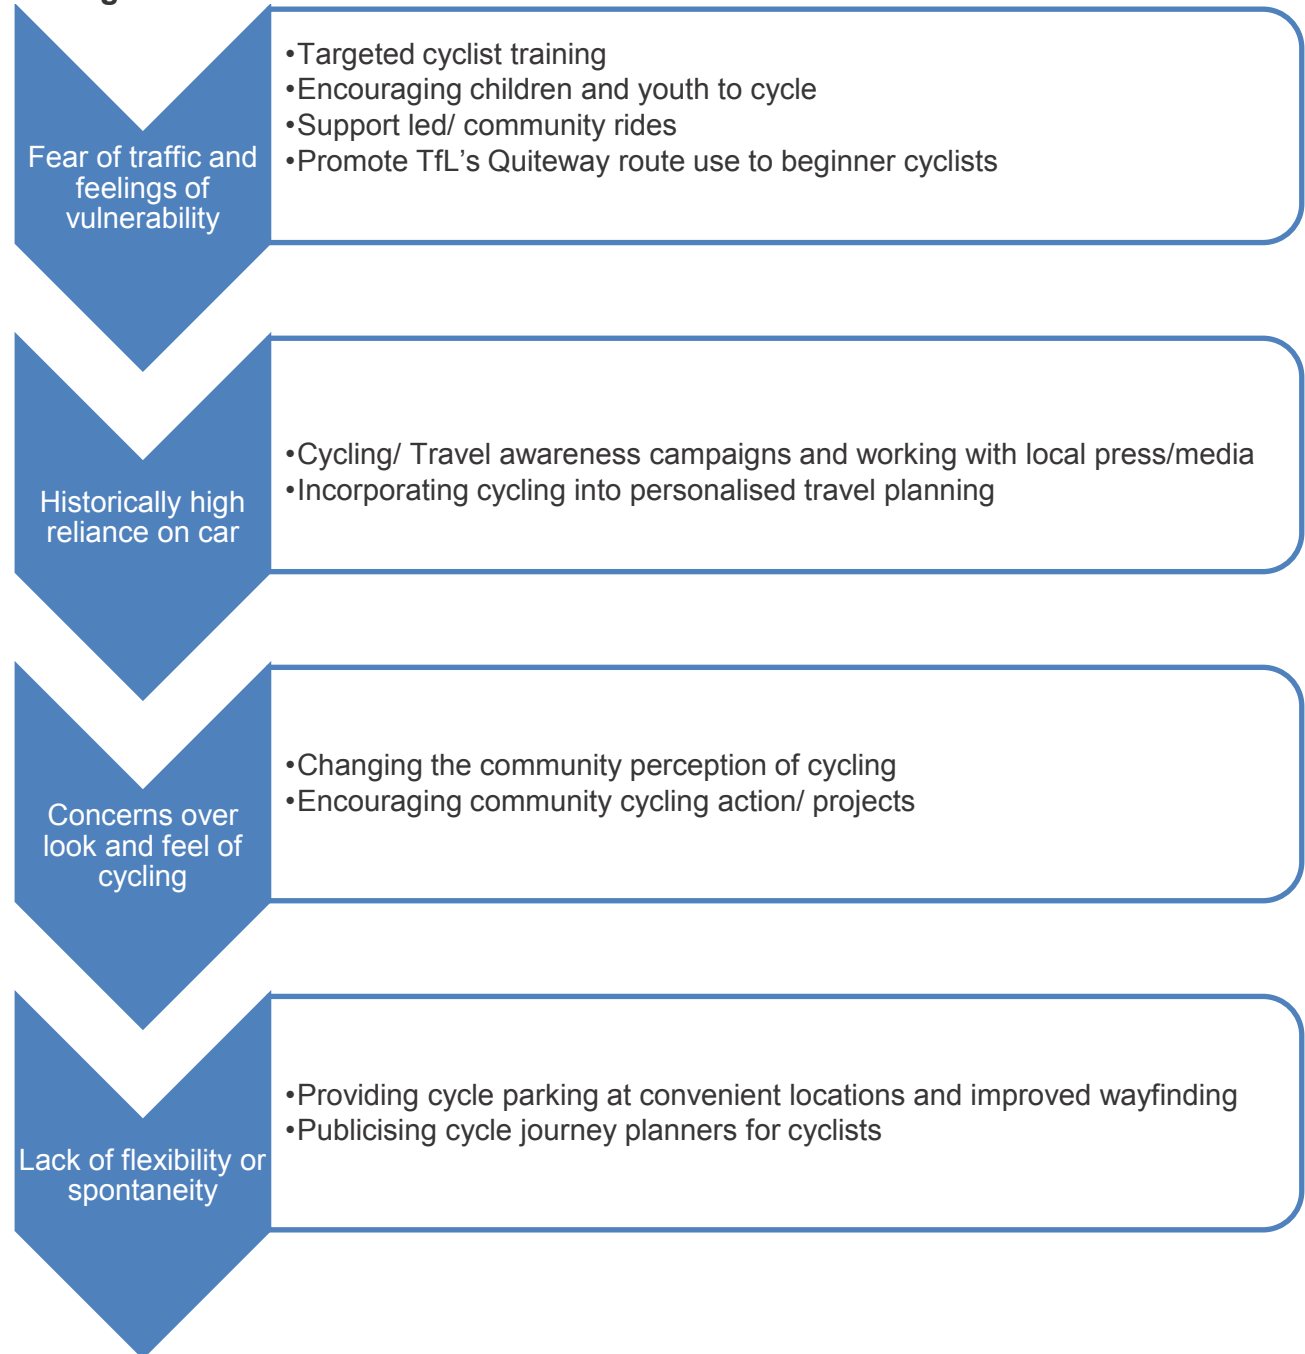 •Targeted cyclist training
•Encouraging children and youth to cycle
•Support led/ community rides
•Promote TfL's Quiteway route use to beginner cyclists
Fear of traffic and
feelings of
vulnerability
•Cycling/ Travel awareness campaigns and working with local press/media
•Incorporating cycling into personalised travel planning
Historically high
reliance on car
•Changing the community perception of cycling
•Encouraging community cycling action/ projects
Concerns over
look and feel of
cycling
•Providing cycle parking at convenient locations and improved wayfinding
•Publicising cycle journey planners for cyclists
Lack of flexibility or
spontaneity